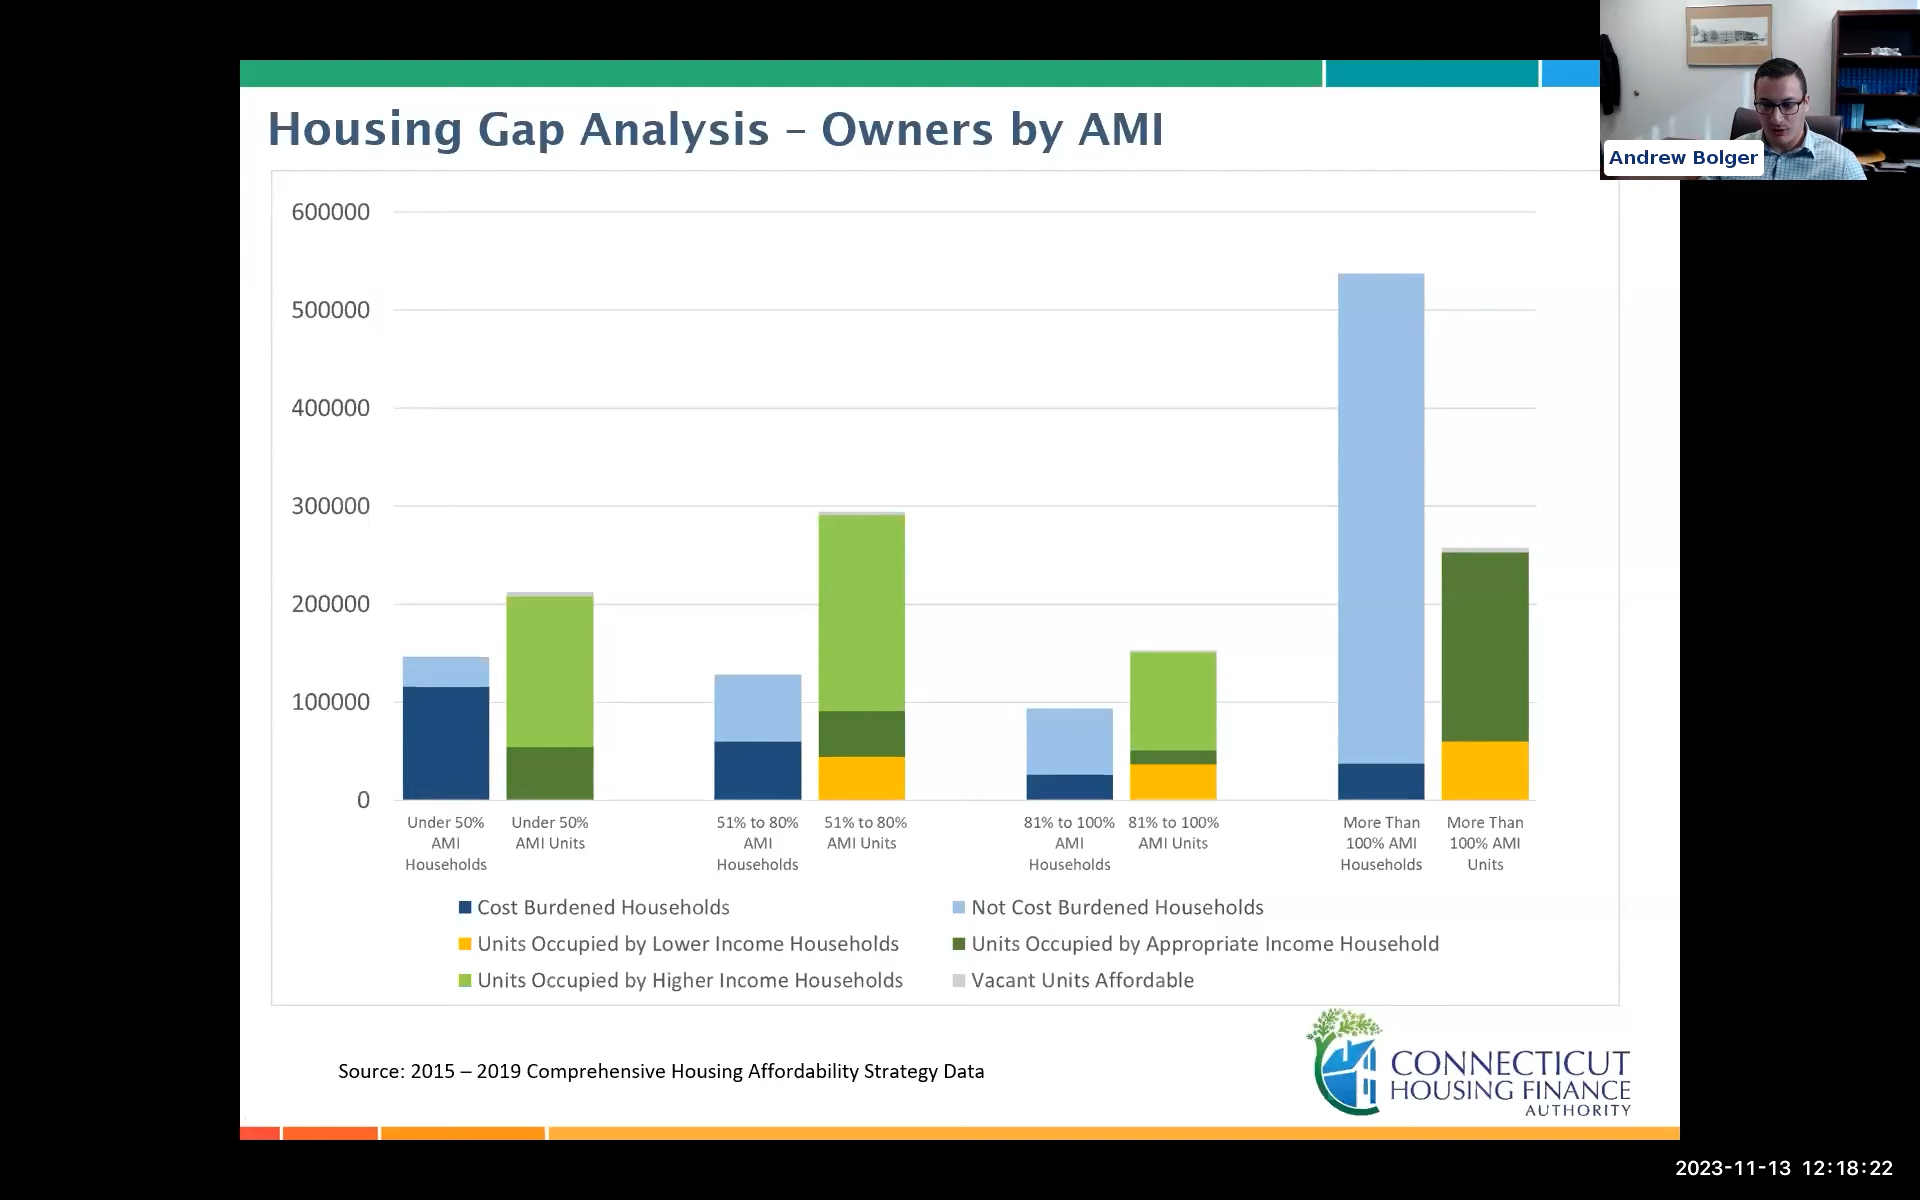 Housing Gap Analysis – Owners by AMI
Andrew Bolger
600000
500000
400000
300000
200000
100000
0
Under 50%
AMI
Households
Under 50%
AMI Units
51% to 80%
AMI
Households
51% to 80%
AMI Units
81% to 100%
AMI
Households
81% to 100%
AMI Units
More Than
100% AMI
Households
More Than
100% AMI
Units
Cost Burdened Households
Not Cost Burdened Households
Units Occupied by Lower Income Households
Units Occupied by Appropriate Income Household
Units Occupied by Higher Income Households
Vacant Units Affordable
Source: 2015 – 2019 Comprehensive Housing Affordability Strategy Data
CONNECTICUT
HOUSING FINANCE
AUTHORITY
2023-11-13 12:18:22